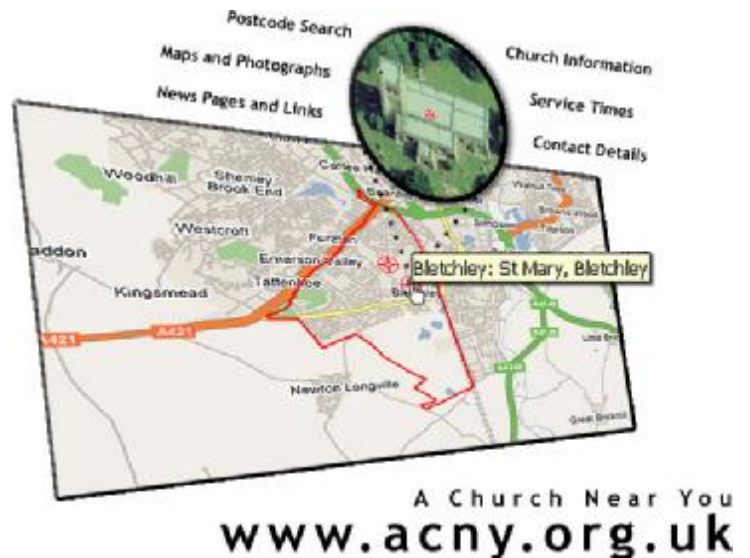 Postcode Search
Maps and Photographs
News Pages and Links
Church Information
Service Times
Contact Details
Woodhill
Shenley
Brook End
Westcroft
Furzton
Emerson Valley
Tattenhoe
Kingsmead
addon
Bletchley: St Mary, Bletchley
A421
A421
Newton Longville
A Church Near You
www.acny.org.uk